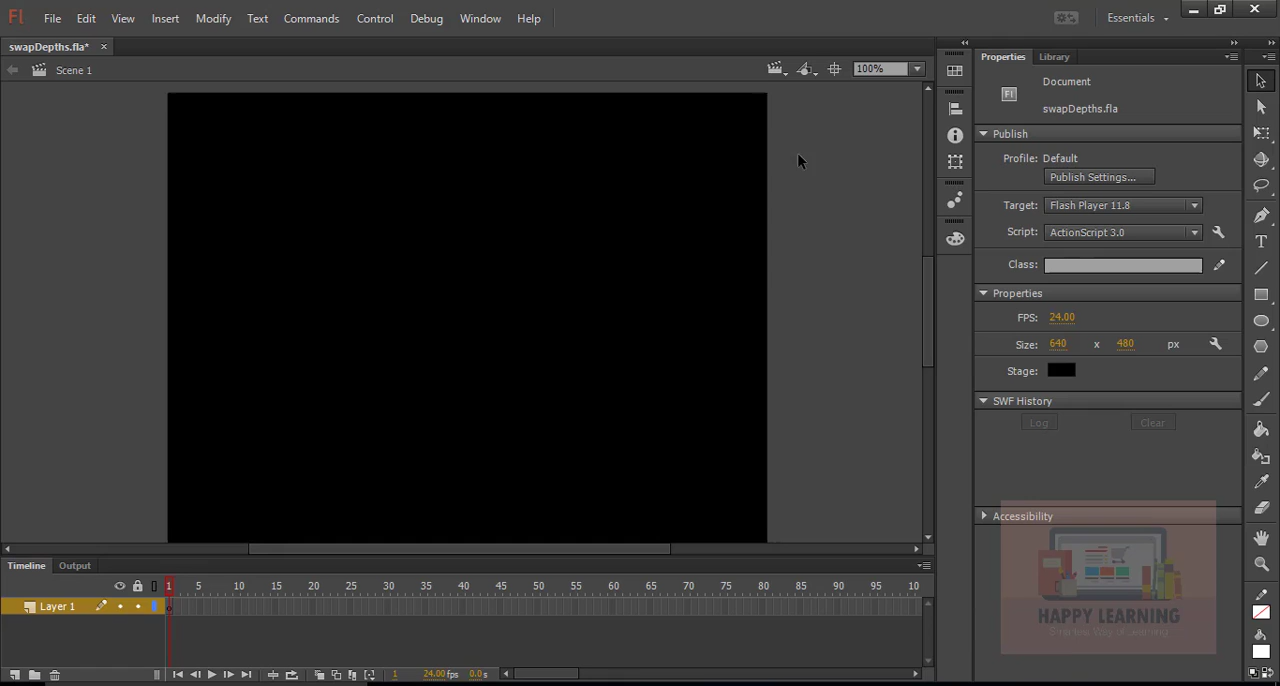 Fl File Edit View Insert Modify Text Commands Control Debug Window Help Essentials
swapDepths.fla* ×
Scene 1 100%
Properties Library
Document
swapDepths.fla
Publish
Profile: Default
Publish Settings...
Target: Flash Player 11.8
Script: ActionScript 3.0
Class:
Properties
FPS: 24.00
Size: 640 x 480 px
Stage:
SWF History
Log Clear
Accessibility
HAPPY LEARNING
Timeline Output
1 5 10 15 20 25 30 35 40 45 50 55 60 65 70 75 80 85 90 95 10
Layer 1
1 24.00 fps 0.0 s